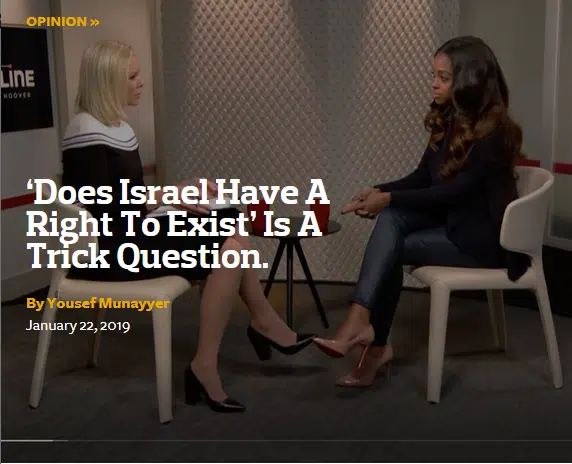 OPINION »
LINE
HOOVER
‘Does Israel Have A
Right To Exist’ Is A
Trick Question.
By Yousef Munayyer
January 22, 2019